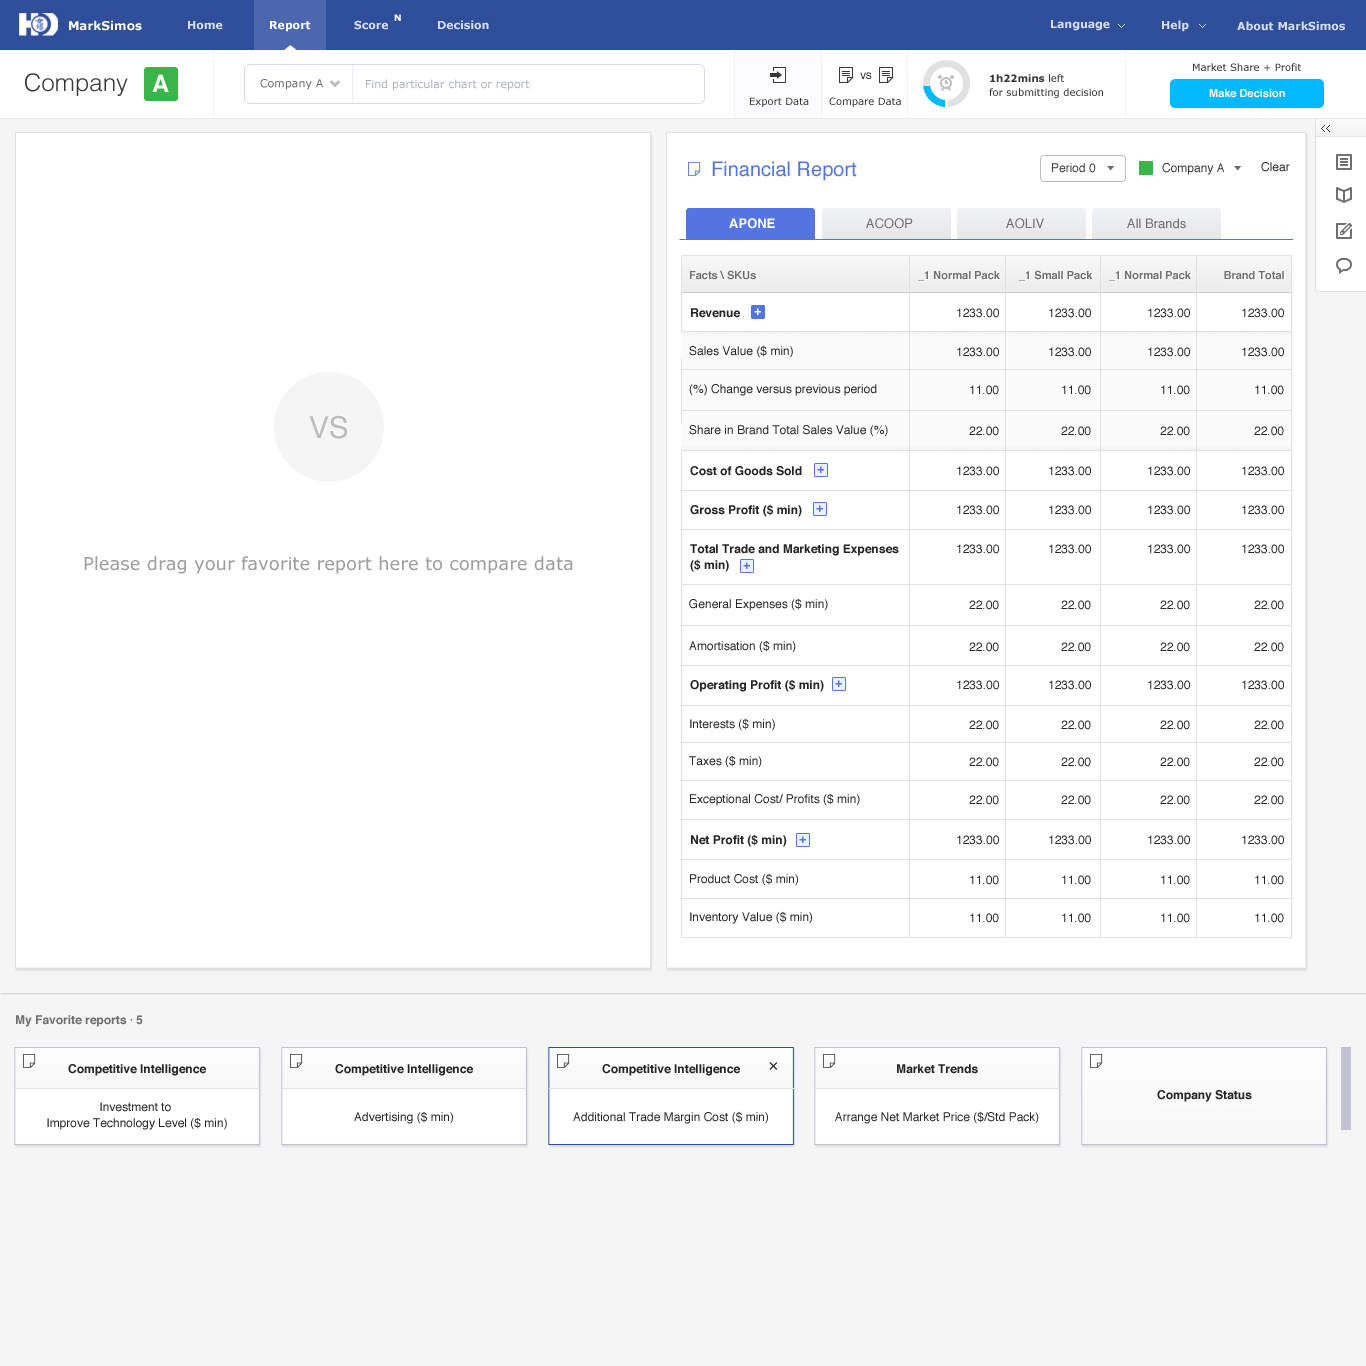 MarkSimos
Home
Report
Score N
Decision
Language
Help
About MarkSimos
Company A
Company A
Find particular chart or report
Export Data
vs
Compare Data
1h22mins left
for submitting decision
Market Share + Profit
Make Decision
VS
Please drag your favorite report here to compare data
Financial Report
Period 0
Company A
Clear
APONE
ACOOP
AOLIV
All Brands
Facts \ SKUs _1 Normal Pack _1 Small Pack _1 Normal Pack Brand Total
Revenue + 1233.00 1233.00 1233.00 1233.00
Sales Value ($ min) 1233.00 1233.00 1233.00 1233.00
(%) Change versus previous period 11.00 11.00 11.00 11.00
Share in Brand Total Sales Value (%) 22.00 22.00 22.00 22.00
Cost of Goods Sold + 1233.00 1233.00 1233.00 1233.00
Gross Profit ($ min) + 1233.00 1233.00 1233.00 1233.00
Total Trade and Marketing Expenses 1233.00 1233.00 1233.00 1233.00
($ min) +
General Expenses ($ min) 22.00 22.00 22.00 22.00
Amortisation ($ min) 22.00 22.00 22.00 22.00
Operating Profit ($ min) + 1233.00 1233.00 1233.00 1233.00
Interests ($ min) 22.00 22.00 22.00 22.00
Taxes ($ min) 22.00 22.00 22.00 22.00
Exceptional Cost/ Profits ($ min) 22.00 22.00 22.00 22.00
Net Profit ($ min) + 1233.00 1233.00 1233.00 1233.00
Product Cost ($ min) 11.00 11.00 11.00 11.00
Inventory Value ($ min) 11.00 11.00 11.00 11.00
My Favorite reports · 5
Competitive Intelligence
Investment to
Improve Technology Level ($ min)
Competitive Intelligence
Advertising ($ min)
Competitive Intelligence ×
Additional Trade Margin Cost ($ min)
Market Trends
Arrange Net Market Price ($/Std Pack)
Company Status